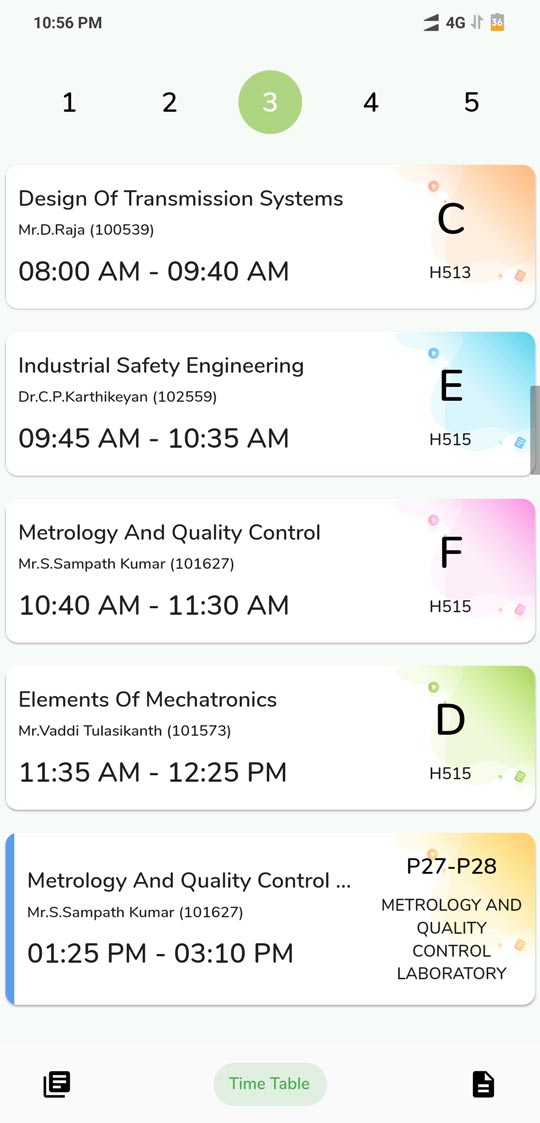 10:56 PM 4G 36
1 2 3 4 5
Design Of Transmission Systems
Mr.D.Raja (100539)
08:00 AM - 09:40 AM
C
H513
Industrial Safety Engineering
Dr.C.P.Karthikeyan (102559)
09:45 AM - 10:35 AM
E
H515
Metrology And Quality Control
Mr.S.Sampath Kumar (101627)
10:40 AM - 11:30 AM
F
H515
Elements Of Mechatronics
Mr.Vaddi Tulasikanth (101573)
11:35 AM - 12:25 PM
D
H515
Metrology And Quality Control ...
Mr.S.Sampath Kumar (101627)
01:25 PM - 03:10 PM
P27-P28
METROLOGY AND
QUALITY
CONTROL
LABORATORY
Time Table